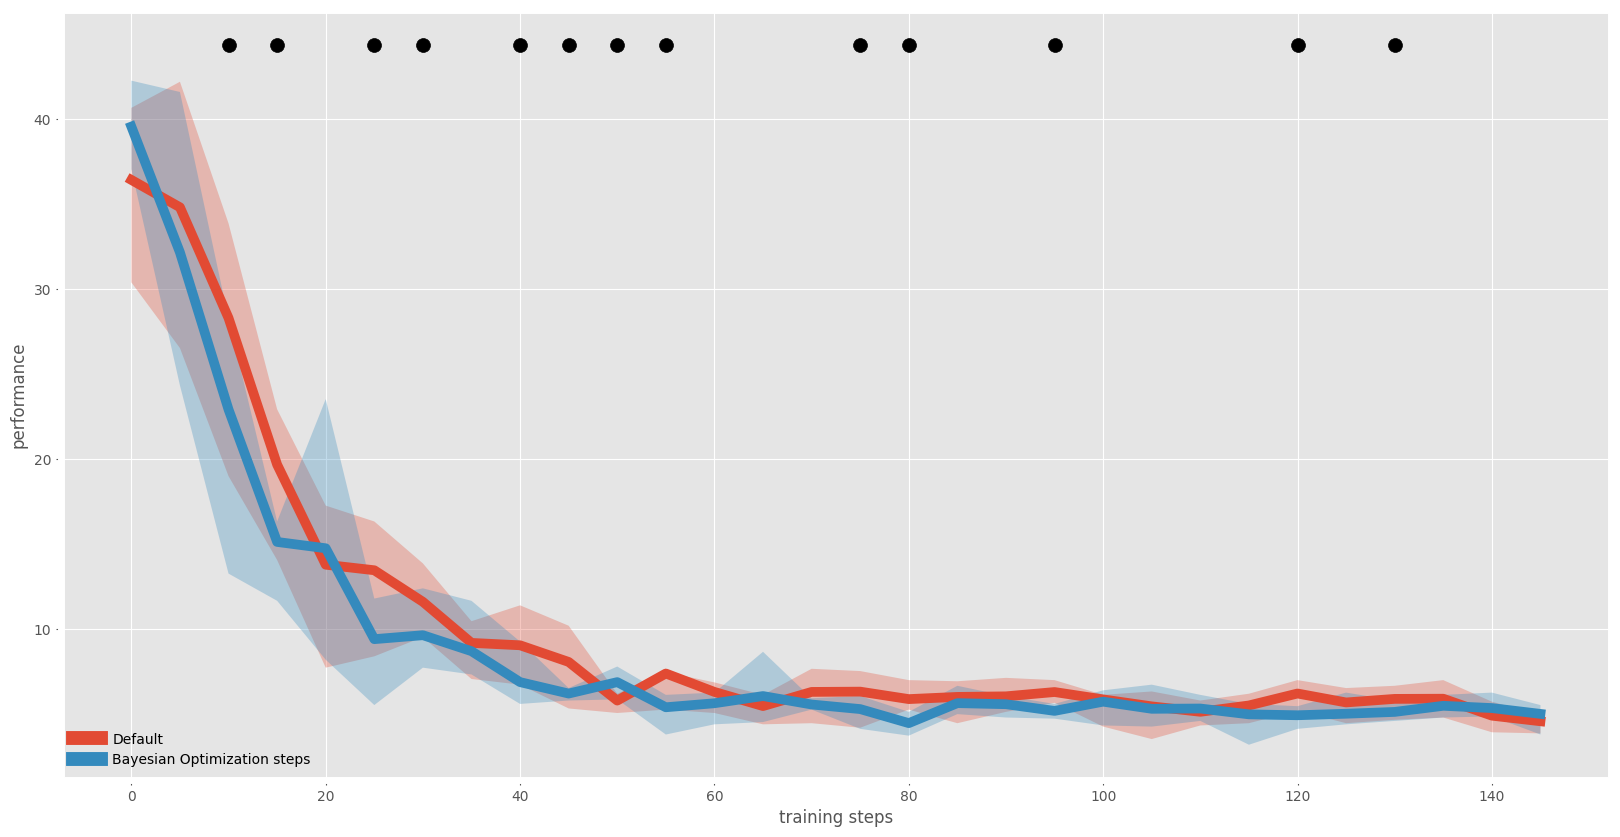 40
30
20
10
performance
Default
Bayesian Optimization steps
0 20 40 60 80 100 120 140
training steps